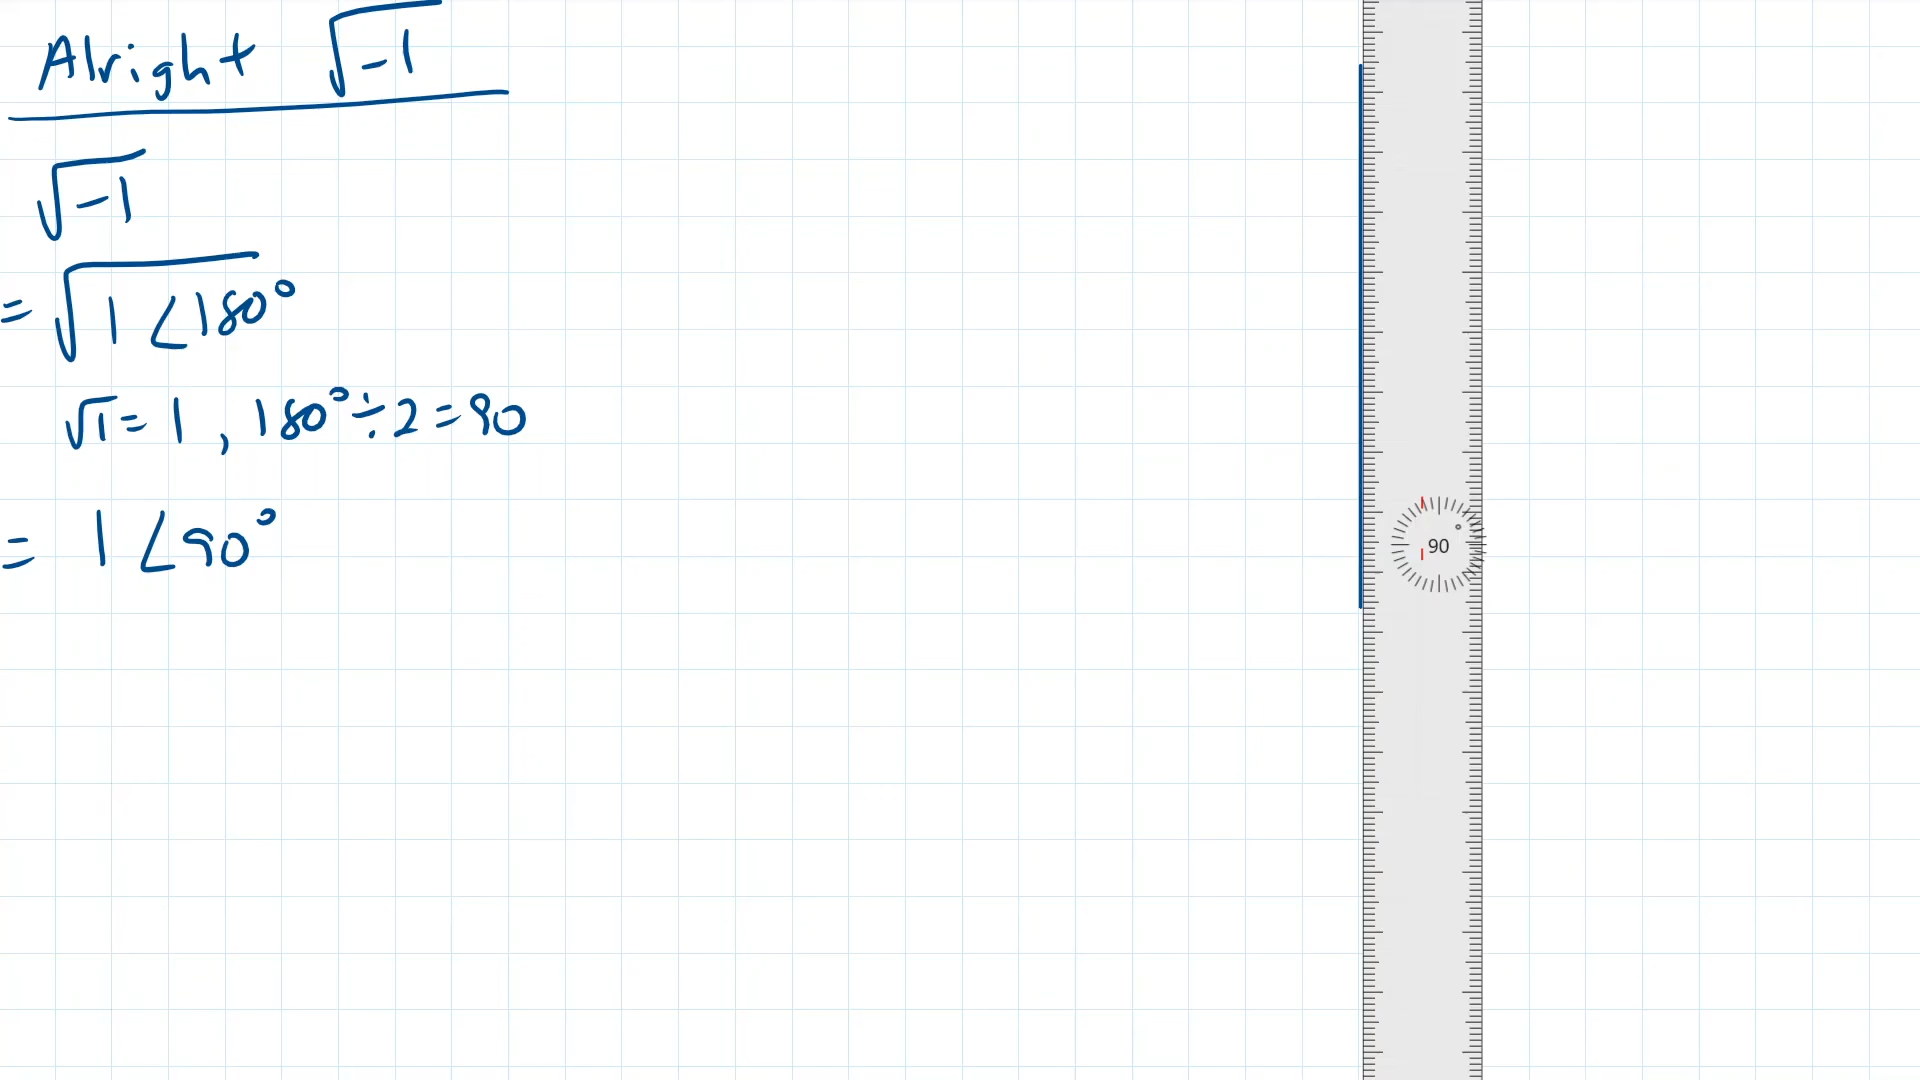 Alright √-1
√-1
= √1∠180°
√1 = 1 , 180° ÷ 2 = 90
= 1∠90°
90°